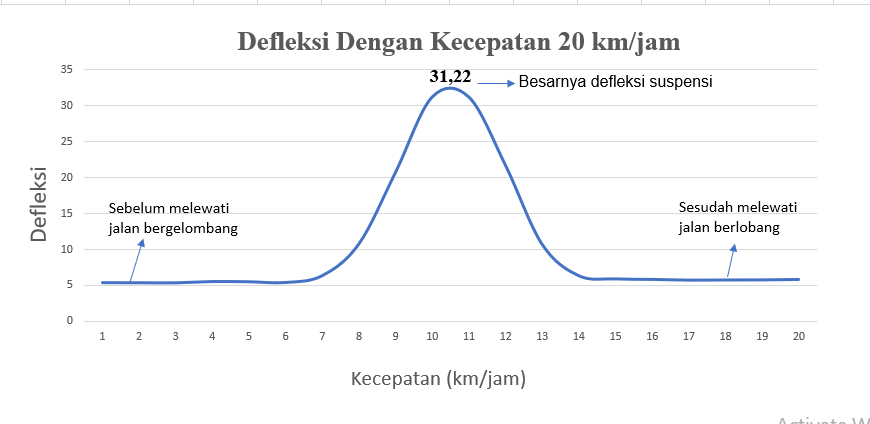 Defleksi Dengan Kecepatan 20 km/jam
35
31,22
Besarnya defleksi suspensi
30
25
20
Defleksi
Sebelum melewati
jalan bergelombang
Sesudah melewati
jalan berlobang
15
10
5
0
1 2 3 4 5 6 7 8 9 10 11 12 13 14 15 16 17 18 19 20
Kecepatan (km/jam)